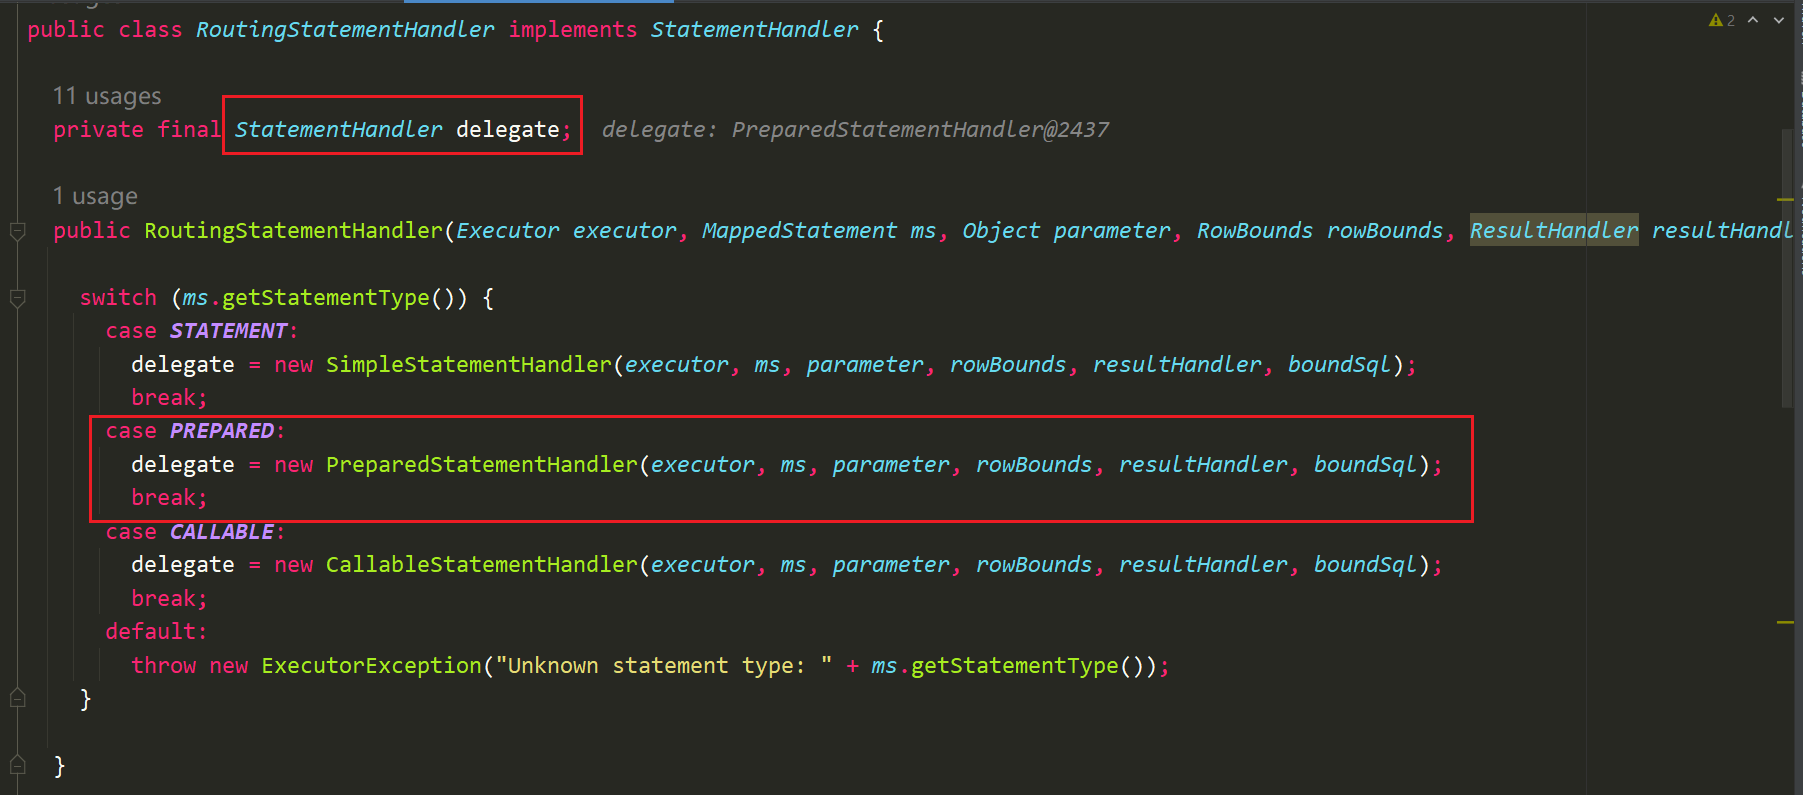 public class RoutingStatementHandler implements StatementHandler {
11 usages
private final StatementHandler delegate; delegate: PreparedStatementHandler@2437
1 usage
public RoutingStatementHandler(Executor executor, MappedStatement ms, Object parameter, RowBounds rowBounds, ResultHandler resultHandl
switch (ms.getStatementType()) {
case STATEMENT:
delegate = new SimpleStatementHandler(executor, ms, parameter, rowBounds, resultHandler, boundSql);
break;
case PREPARED:
delegate = new PreparedStatementHandler(executor, ms, parameter, rowBounds, resultHandler, boundSql);
break;
case CALLABLE:
delegate = new CallableStatementHandler(executor, ms, parameter, rowBounds, resultHandler, boundSql);
break;
default:
throw new ExecutorException("Unknown statement type: " + ms.getStatementType());
}
}
2